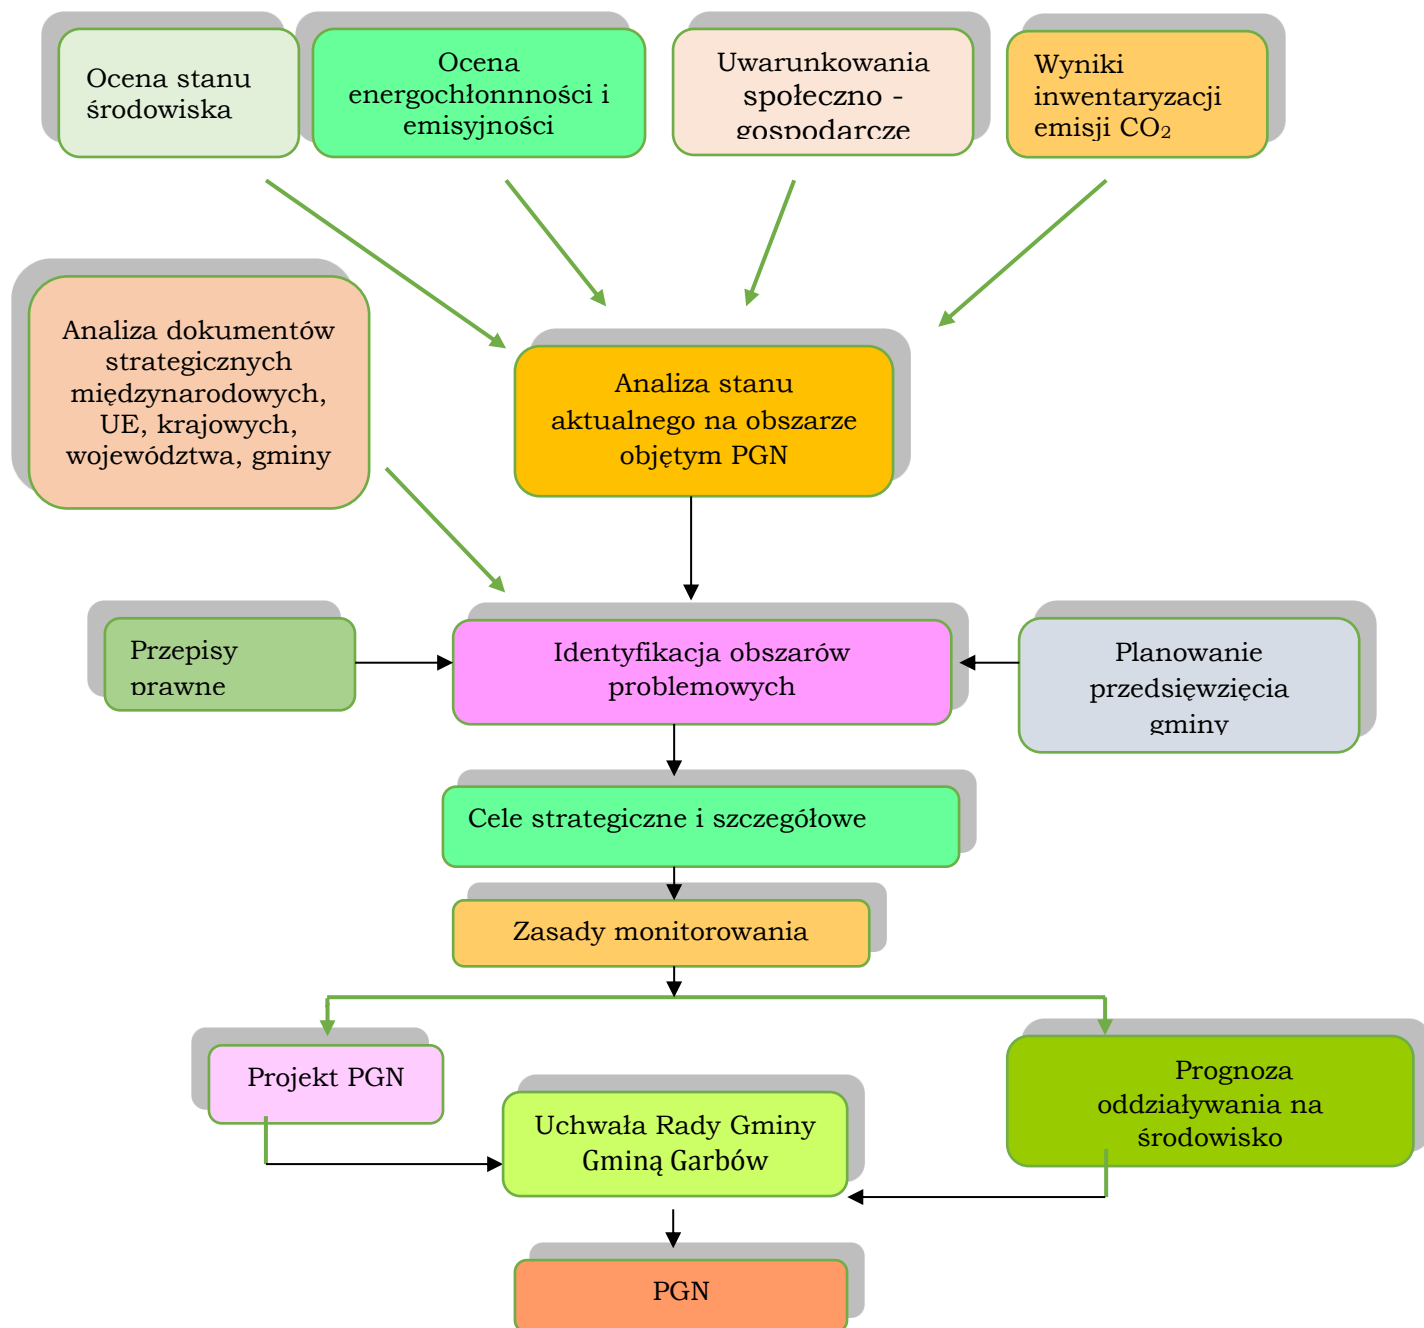 Ocena stanu
środowiska
Ocena
energochłonnności i
emisyjności
Uwarunkowania
społeczno -
gospodarcze
Wyniki
inwentaryzacji
emisji CO₂
Analiza dokumentów
strategicznych
międzynarodowych,
UE, krajowych,
województwa, gminy
Analiza stanu
aktualnego na obszarze
objętym PGN
Przepisy
prawne
Identyfikacja obszarów
problemowych
Planowanie
przedsięwzięcia
gminy
Cele strategiczne i szczegółowe
Zasady monitorowania
Projekt PGN
Uchwała Rady Gminy
Gminą Garbów
Prognoza
oddziaływania na
środowisko
PGN